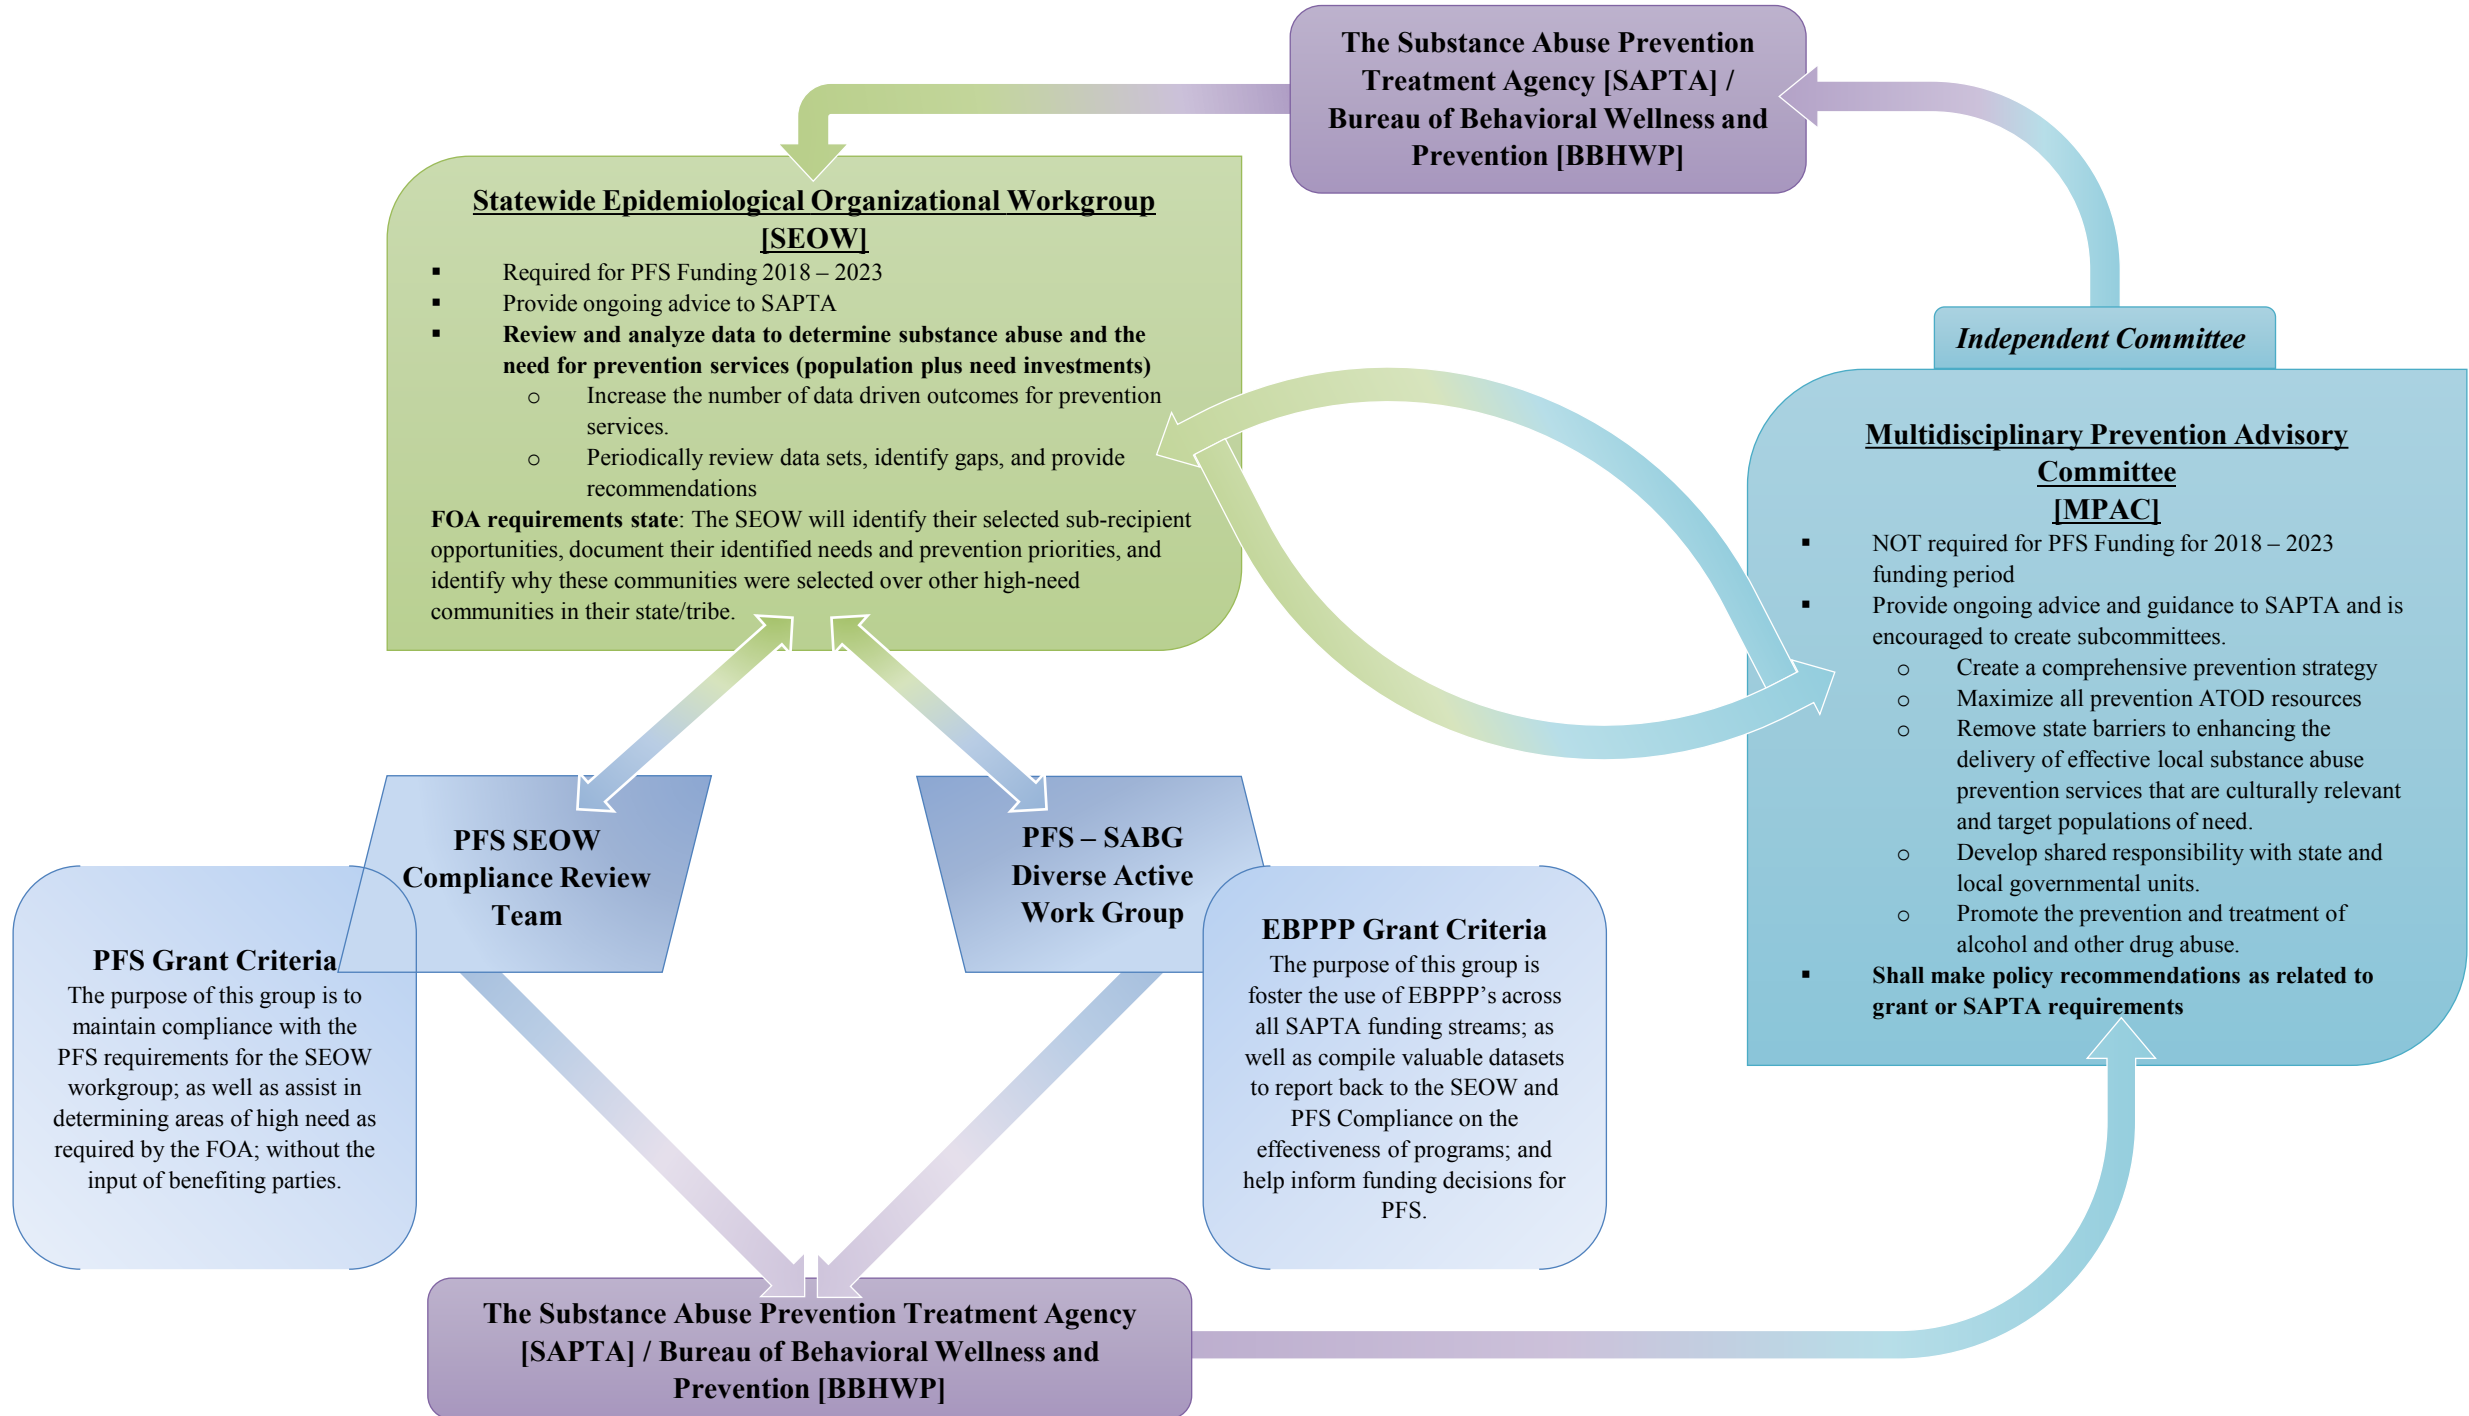 The Substance Abuse Prevention
Treatment Agency [SAPTA] /
Bureau of Behavioral Wellness and
Prevention [BBHWP]
Statewide Epidemiological Organizational Workgroup
[SEOW]
▪ Required for PFS Funding 2018 – 2023
▪ Provide ongoing advice to SAPTA
▪ Review and analyze data to determine substance abuse and the
need for prevention services (population plus need investments)
o Increase the number of data driven outcomes for prevention
services.
o Periodically review data sets, identify gaps, and provide
recommendations
FOA requirements state: The SEOW will identify their selected sub-recipient
opportunities, document their identified needs and prevention priorities, and
identify why these communities were selected over other high-need
communities in their state/tribe.
Independent Committee
Multidisciplinary Prevention Advisory
Committee
[MPAC]
▪ NOT required for PFS Funding for 2018 – 2023
funding period
▪ Provide ongoing advice and guidance to SAPTA and is
encouraged to create subcommittees.
o Create a comprehensive prevention strategy
o Maximize all prevention ATOD resources
o Remove state barriers to enhancing the
delivery of effective local substance abuse
prevention services that are culturally relevant
and target populations of need.
o Develop shared responsibility with state and
local governmental units.
o Promote the prevention and treatment of
alcohol and other drug abuse.
▪ Shall make policy recommendations as related to
grant or SAPTA requirements
PFS SEOW
Compliance Review
Team
PFS – SABG
Diverse Active
Work Group
PFS Grant Criteria
The purpose of this group is to
maintain compliance with the
PFS requirements for the SEOW
workgroup; as well as assist in
determining areas of high need as
required by the FOA; without the
input of benefiting parties.
EBPPP Grant Criteria
The purpose of this group is
foster the use of EBPPP’s across
all SAPTA funding streams; as
well as compile valuable datasets
to report back to the SEOW and
PFS Compliance on the
effectiveness of programs; and
help inform funding decisions for
PFS.
The Substance Abuse Prevention Treatment Agency
[SAPTA] / Bureau of Behavioral Wellness and
Prevention [BBHWP]